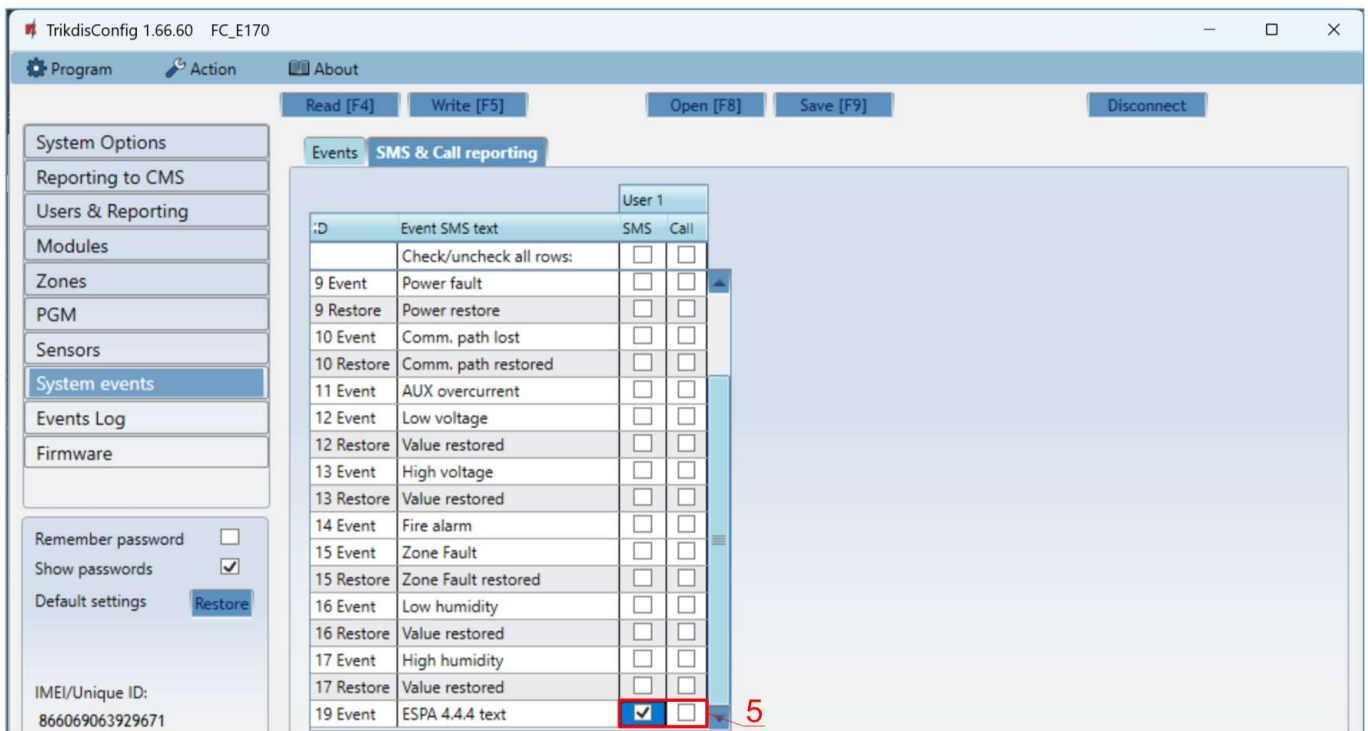 TrikdisConfig 1.66.60 FC_E170
Program Action About
Read [F4] Write [F5] Open [F8] Save [F9] Disconnect
System Options
Reporting to CMS
Users & Reporting
Modules
Zones
PGM
Sensors
System events
Events Log
Firmware
Remember password
Show passwords
Default settings Restore
IMEI/Unique ID:
866069063929671
Events SMS & Call reporting
User 1
ID Event SMS text SMS Call
Check/uncheck all rows:
9 Event Power fault
9 Restore Power restore
10 Event Comm. path lost
10 Restore Comm. path restored
11 Event AUX overcurrent
12 Event Low voltage
12 Restore Value restored
13 Event High voltage
13 Restore Value restored
14 Event Fire alarm
15 Event Zone Fault
15 Restore Zone Fault restored
16 Event Low humidity
16 Restore Value restored
17 Event High humidity
17 Restore Value restored
19 Event ESPA 4.4.4 text
5